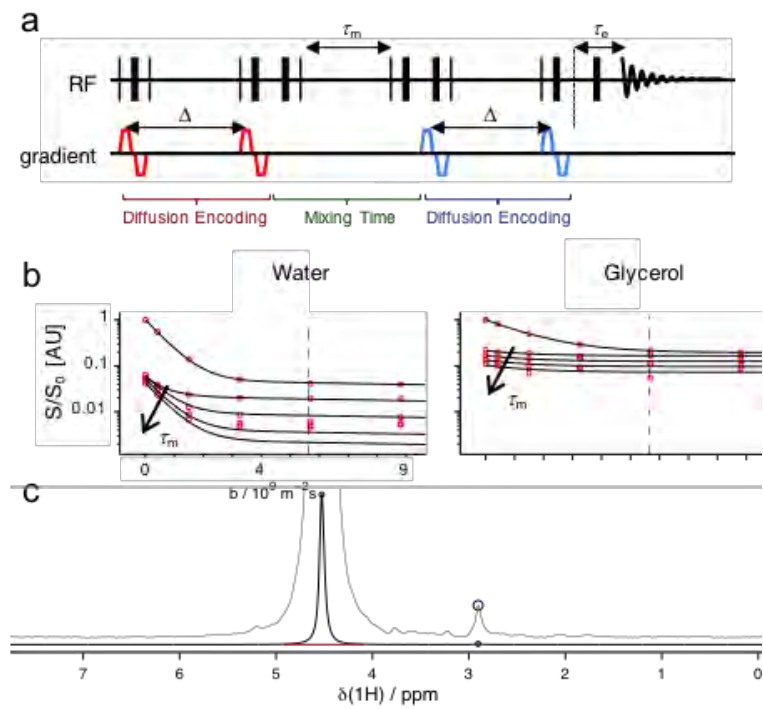 a
τm
τe
RF
Δ
Δ
gradient
Diffusion Encoding
Mixing Time
Diffusion Encoding
b
Water
Glycerol
S/S0 [AU]
1
0.1
0.01
τm
τm
0
4
9
b / 10⁹ m⁻²s
c
7
6
5
4
3
2
1
0
δ(1H) / ppm